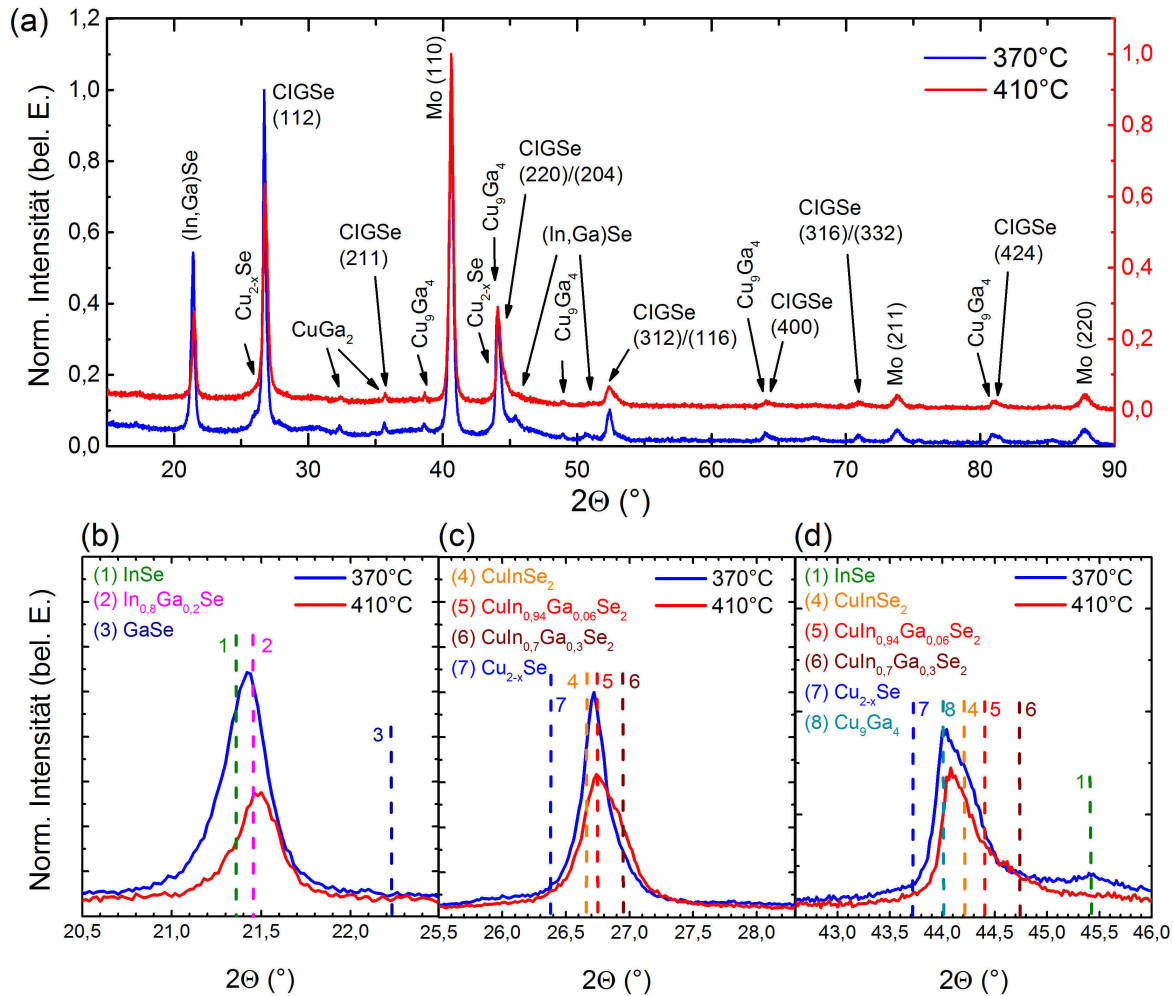 (a)
1,2
1,0
0,8
0,6
0,4
0,2
0,0
Norm. Intensität (bel. E.)
(In,Ga)Se
Cu2-xSe
CIGSe
(112)
CuGa2
CIGSe
(211)
Cu9Ga4
Mo (110)
Cu2-xSe
Cu9Ga4
CIGSe
(220)/(204)
(In,Ga)Se
Cu9Ga4
CIGSe
(312)/(116)
Cu9Ga4
CIGSe
(400)
CIGSe
(316)/(332)
Mo (211)
Cu9Ga4
CIGSe
(424)
Mo (220)
370°C
410°C
1,0
0,8
0,6
0,4
0,2
0,0
20 30 40 50 60 70 80 90
2Θ (°)
(b)
(1) InSe
(2) In0,8Ga0,2Se
(3) GaSe
370°C
410°C
1 2
3
Norm. Intensität (bel. E.)
20,5 21,0 21,5 22,0
2Θ (°)
(c)
(4) CuInSe2
(5) CuIn0,94Ga0,06Se2
(6) CuIn0,7Ga0,3Se2
(7) Cu2-xSe
370°C
410°C
4 5 6
7
25,5 26,0 26,5 27,0 27,5 28,0
2Θ (°)
(d)
(1) InSe
(4) CuInSe2
(5) CuIn0,94Ga0,06Se2
(6) CuIn0,7Ga0,3Se2
(7) Cu2-xSe
(8) Cu9Ga4
370°C
410°C
7 8 4 5 6
1
43,0 43,5 44,0 44,5 45,0 45,5 46,0
2Θ (°)